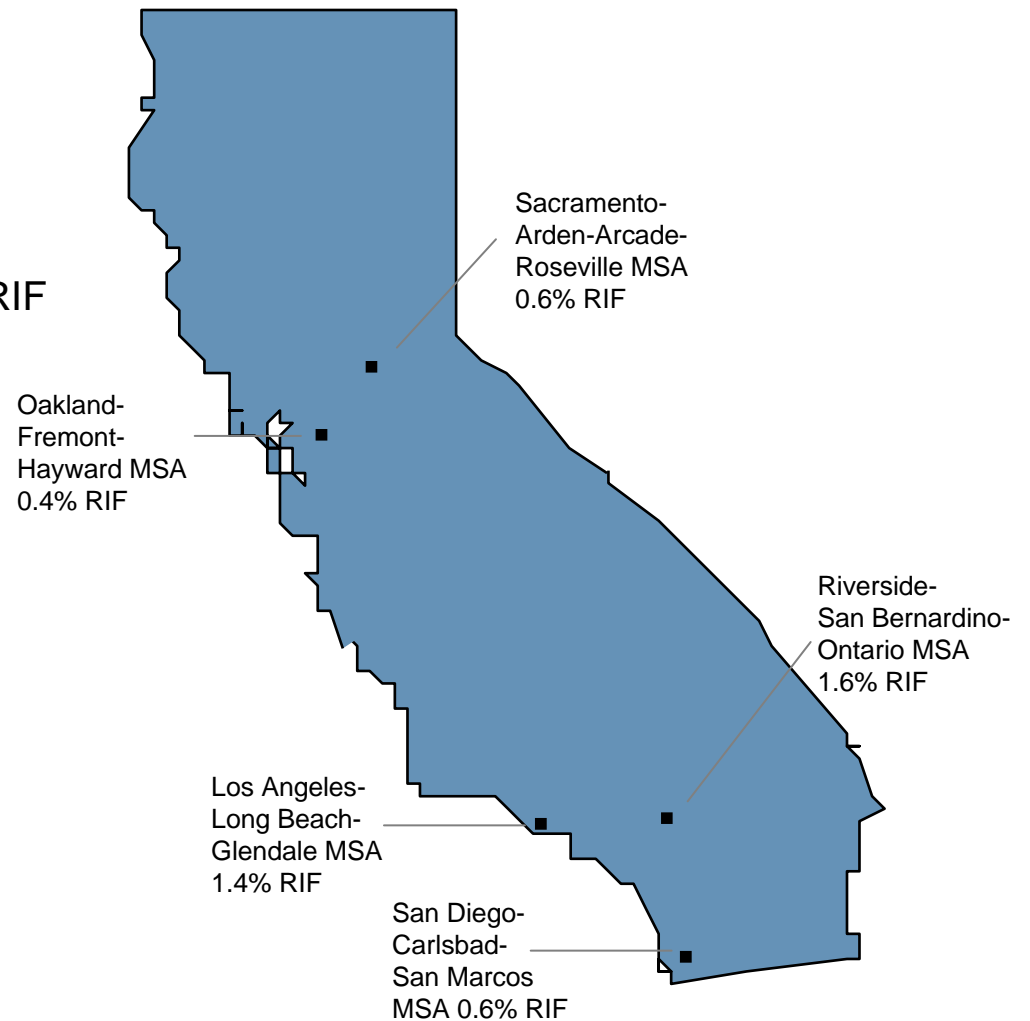 Sacramento-
Arden-Arcade-
Roseville MSA
0.6% RIF
RIF
Oakland-
Fremont-
Hayward MSA
0.4% RIF
Riverside-
San Bernardino-
Ontario MSA
1.6% RIF
Los Angeles-
Long Beach-
Glendale MSA
1.4% RIF
San Diego-
Carlsbad-
San Marcos
MSA 0.6% RIF